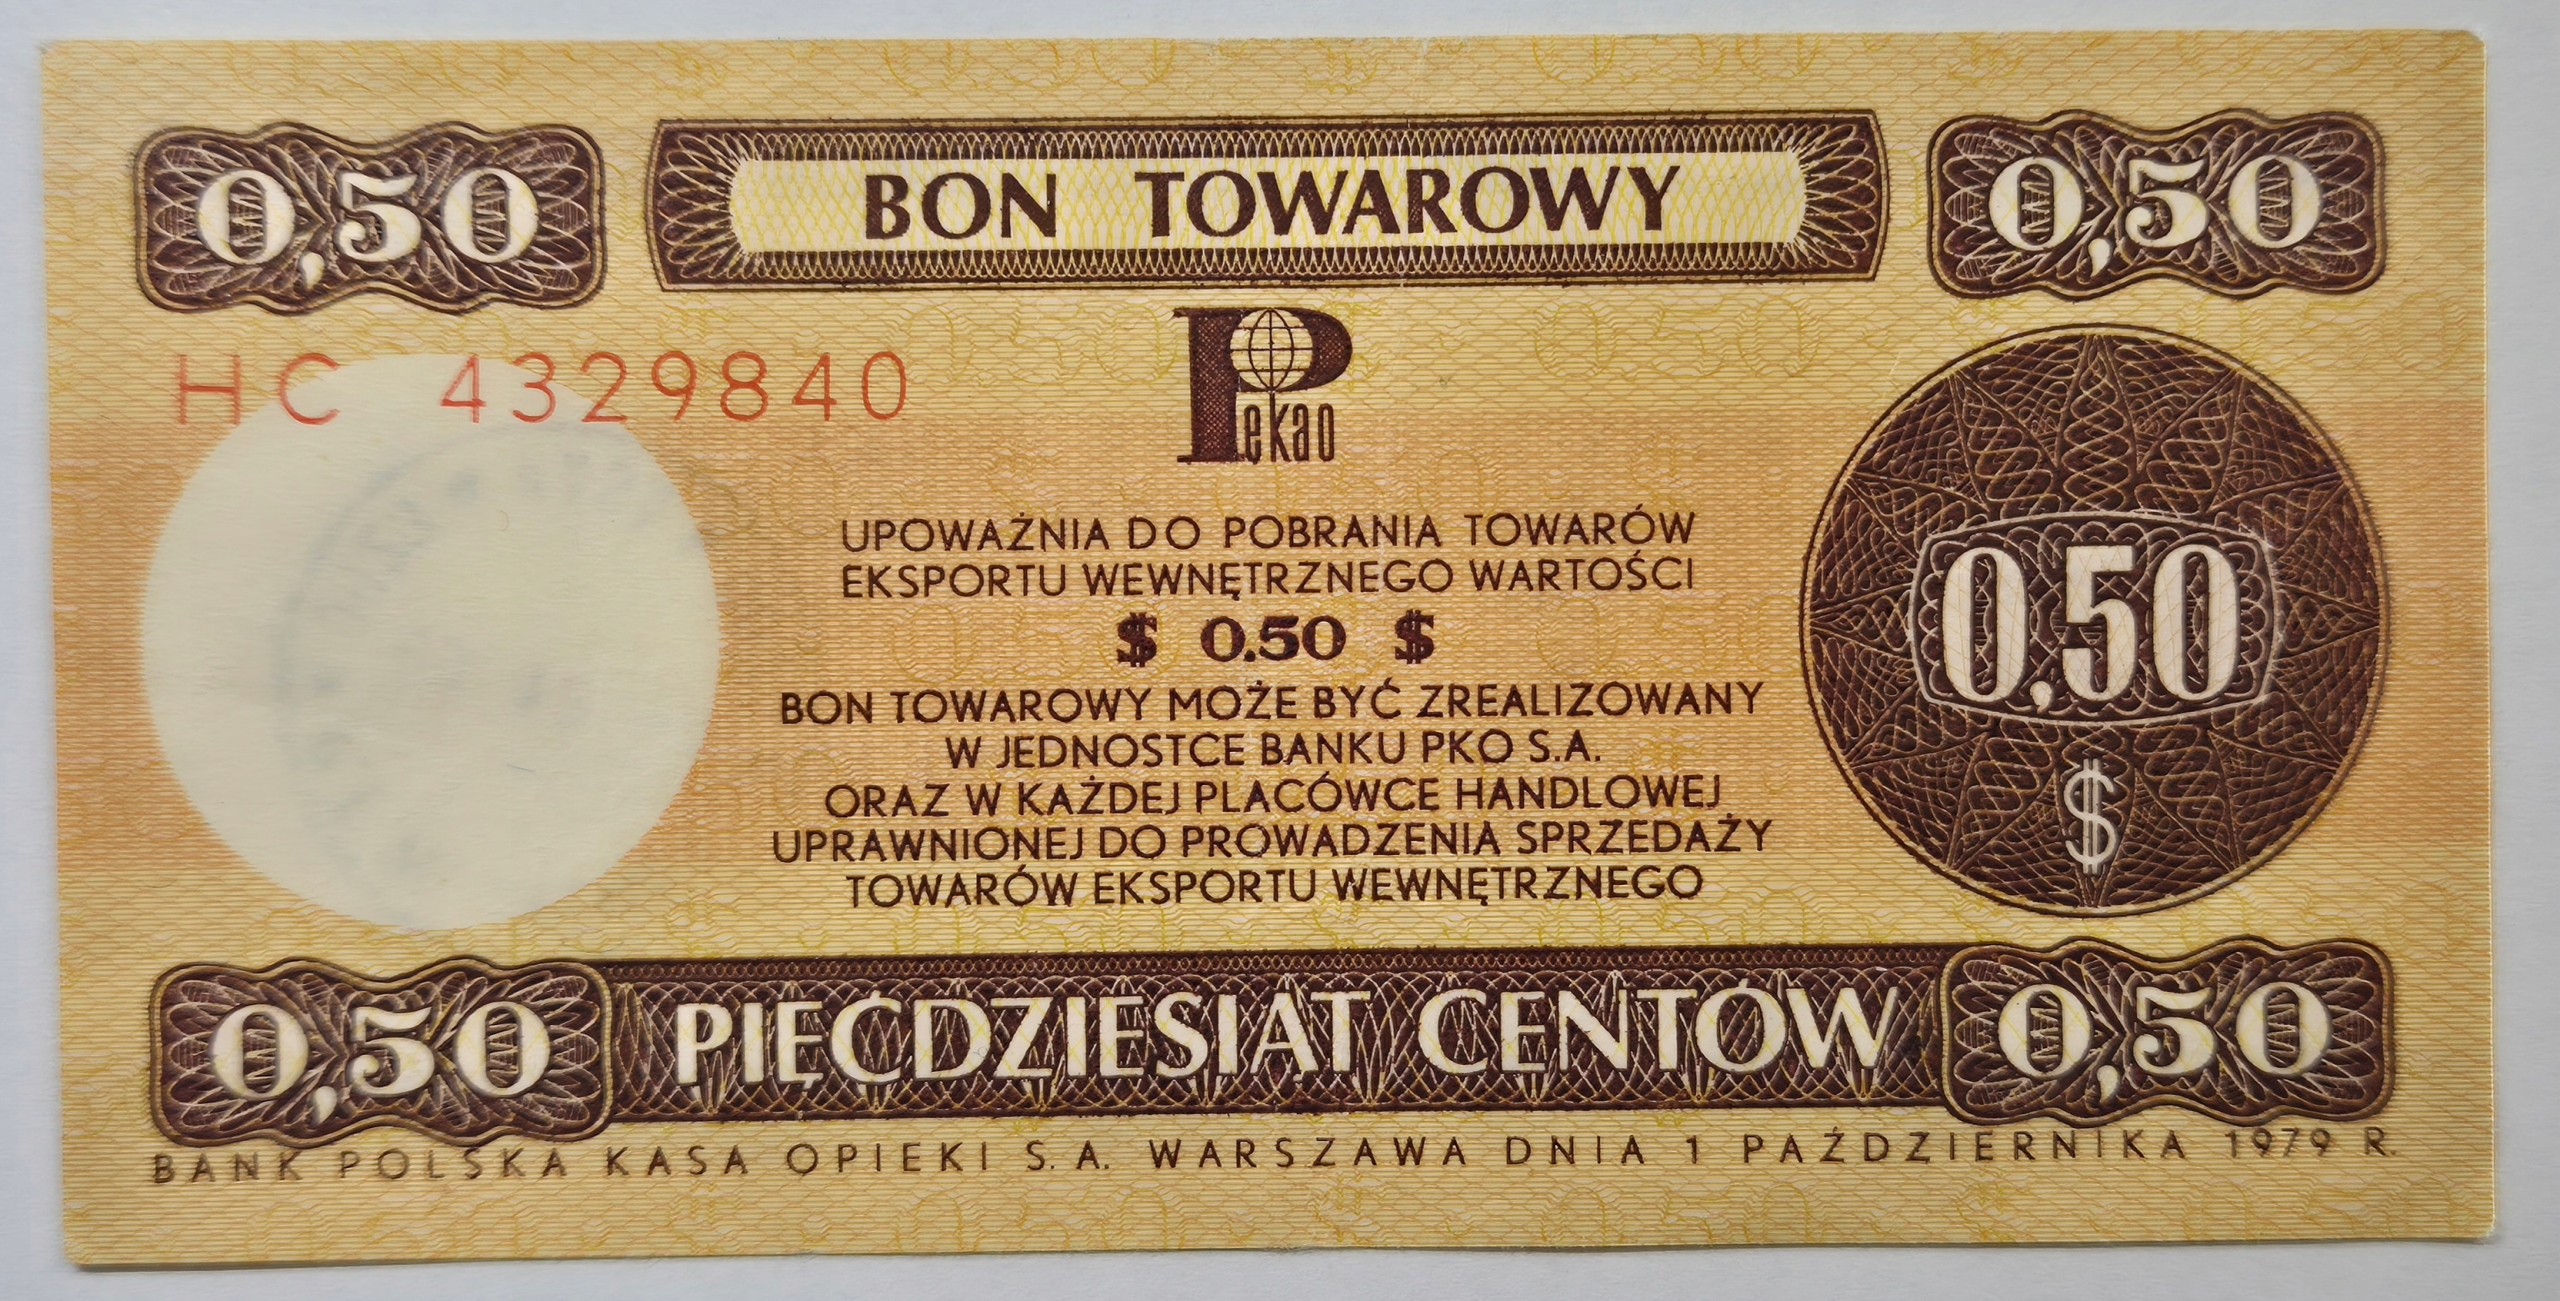 0,50 BON TOWAROWY 0,50
HC 4329840
Pekao
UPOWAŻNIA DO POBRANIA TOWARÓW
EKSPORTU WEWNĘTRZNEGO WARTOŚCI
$ 0.50 $
0,50
$
BON TOWAROWY MOŻE BYĆ ZREALIZOWANY
W JEDNOSTCE BANKU PKO S.A.
ORAZ W KAŻDEJ PLACÓWCE HANDLOWEJ
UPRAWNIONEJ DO PROWADZENIA SPRZEDAŻY
TOWARÓW EKSPORTU WEWNĘTRZNEGO
0,50 PIĘĆDZIESIĄT CENTÓW 0,50
BANK POLSKA KASA OPIEKI S.A. WARSZAWA DNIA 1 PAŹDZIERNIKA 1979 R.